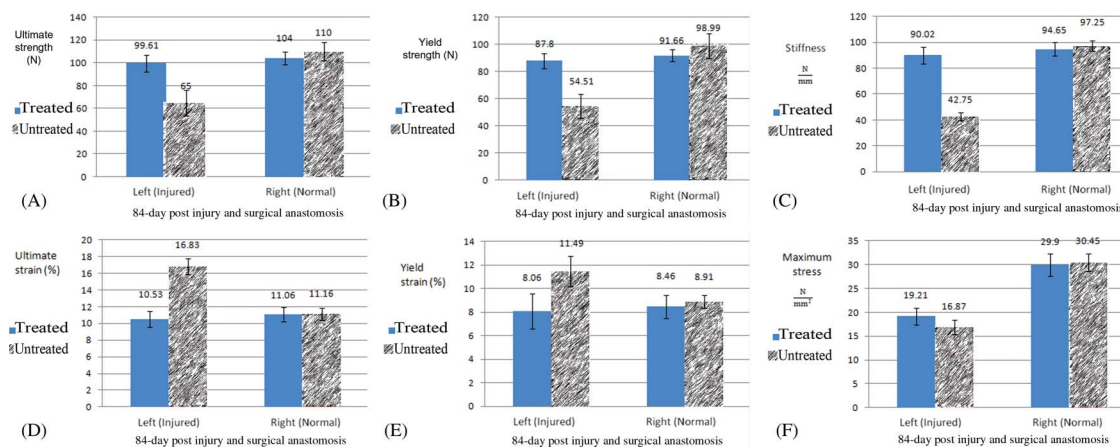 Ultimate
strength
(N)
Treated
Untreated
140
120
100
80
60
40
20
0
99.61
65
104
110
Left (Injured)
Right (Normal)
(A)
84-day post injury and surgical anastomosis
Yield
strength (N)
Treated
Untreated
120
100
80
60
40
20
0
87.8
54.51
91.66
98.99
Left (Injured)
Right (Normal)
(B)
84-day post injury and surgical anastomosis
Stiffness
N
mm
Treated
Untreated
120
100
80
60
40
20
0
90.02
42.75
94.65
97.25
Left (Injured)
Right (Normal)
(C)
84-day post injury and surgical anastomosis
Ultimate
strain (%)
Treated
Untreated
20
18
16
14
12
10
8
6
4
2
0
10.53
16.83
11.06
11.16
Left (Injured)
Right (Normal)
(D)
84-day post injury and surgical anastomosis
Yield
strain (%)
Treated
Untreated
14
12
10
8
6
4
2
0
8.06
11.49
8.46
8.91
Left (Injured)
Right (Normal)
(E)
84-day post injury and surgical anastomosis
Maximum
stress
N
mm²
Treated
Untreated
35
30
25
20
15
10
5
0
19.21
16.87
29.9
30.45
Left (Injured)
Right (Normal)
(F)
84-day post injury and surgical anastomosis